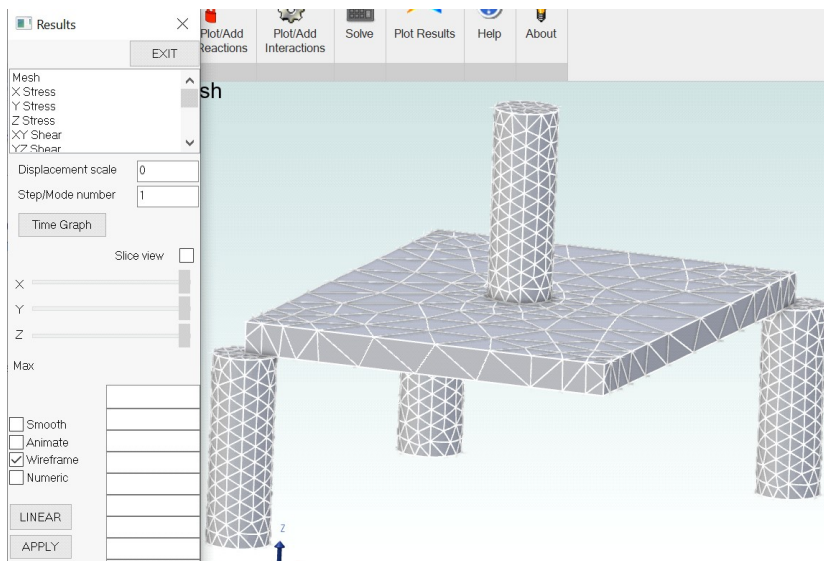 Results
EXIT
Mesh
X Stress
Y Stress
Z Stress
XY Shear
YZ Shear
Displacement scale 0
Step/Mode number 1
Time Graph
Slice view
X
Y
Z
Max
Smooth
Animate
Wireframe
Numeric
LINEAR
APPLY
Plot/Add
Reactions
Plot/Add
Interactions
Solve
Plot Results
Help
About
sh
z